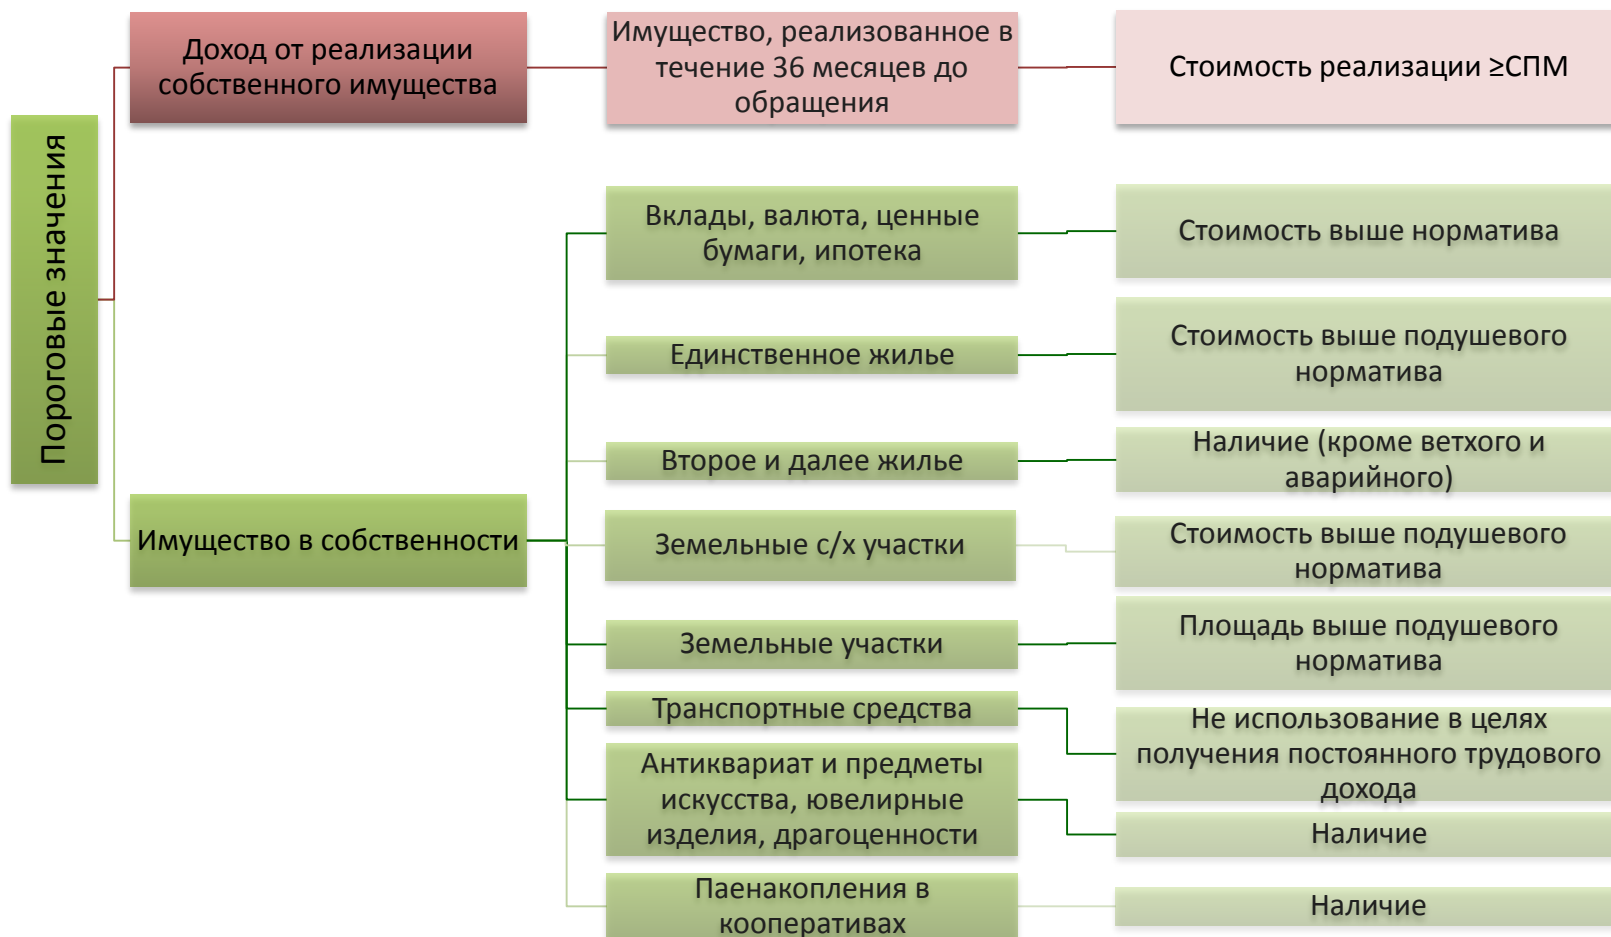 Пороговые значения
Доход от реализации
собственного имущества
Имущество, реализованное в
течение 36 месяцев до
обращения
Стоимость реализации ≥СПМ
Имущество в собственности
Вклады, валюта, ценные
бумаги, ипотека
Стоимость выше норматива
Единственное жилье
Стоимость выше подушевого
норматива
Второе и далее жилье
Наличие (кроме ветхого и
аварийного)
Земельные с/х участки
Стоимость выше подушевого
норматива
Земельные участки
Площадь выше подушевого
норматива
Транспортные средства
Не использование в целях
получения постоянного трудового
дохода
Антиквариат и предметы
искусства, ювелирные
изделия, драгоценности
Наличие
Паенакопления в
кооперативах
Наличие